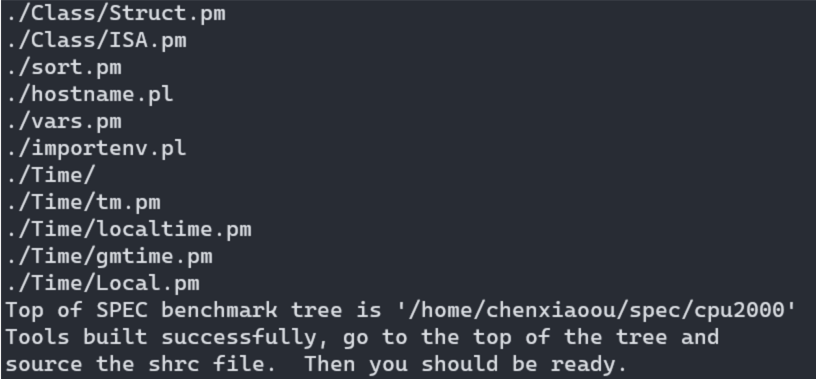 ./Class/Struct.pm
./Class/ISA.pm
./sort.pm
./hostname.pl
./vars.pm
./importenv.pl
./Time/
./Time/tm.pm
./Time/localtime.pm
./Time/gmtime.pm
./Time/Local.pm
Top of SPEC benchmark tree is '/home/chenxiaoou/spec/cpu2000'
Tools built successfully, go to the top of the tree and
source the shrc file.  Then you should be ready.